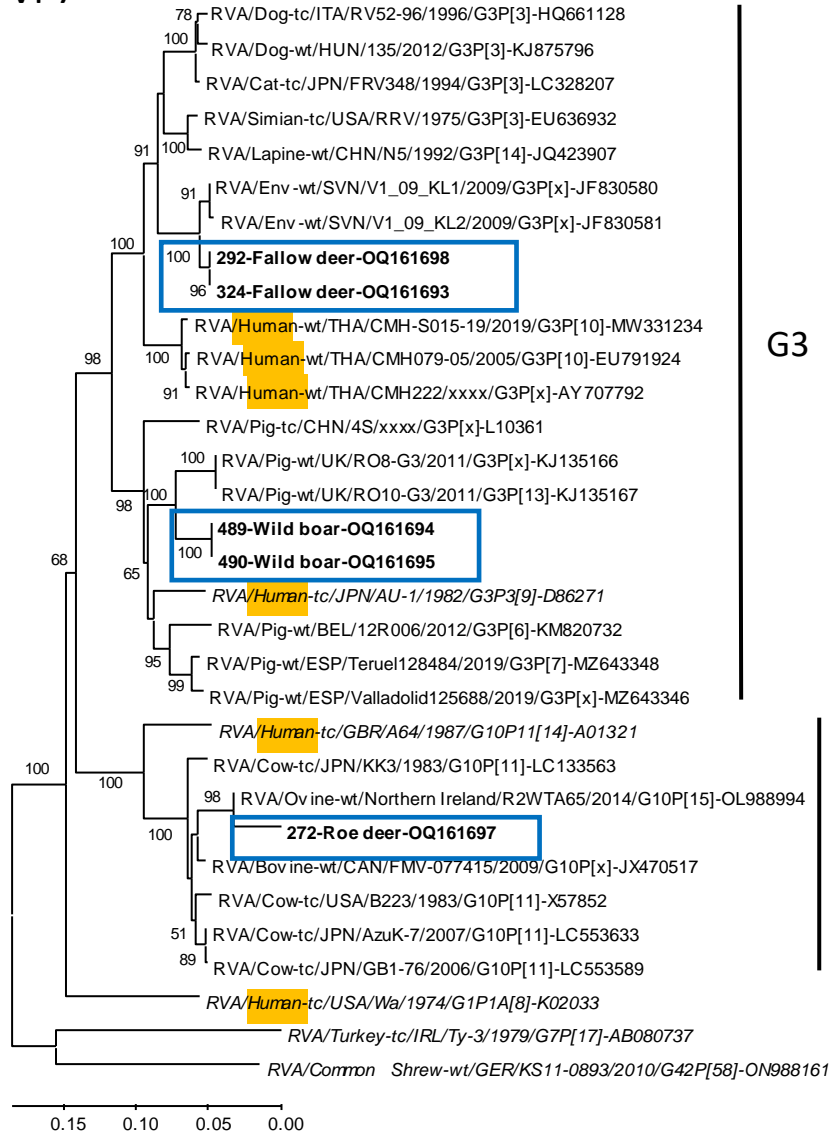 78
RVA/Dog-tc/ITA/RV52-96/1996/G3P[3]-HQ661128
100
RVA/Dog-wt/HUN/135/2012/G3P[3]-KJ875796
RVA/Cat-tc/JPN/FRV348/1994/G3P[3]-LC328207
RVA/Simian-tc/USA/RRV/1975/G3P[3]-EU636932
91
100
RVA/Lapine-wt/CHN/N5/1992/G3P[14]-JQ423907
91
RVA/Env-wt/SVN/V1_09_KL1/2009/G3P[x]-JF830580
RVA/Env-wt/SVN/V1_09_KL2/2009/G3P[x]-JF830581
100
100
292-Fallow deer-OQ161698
96
324-Fallow deer-OQ161693
RVA/Human-wt/THA/CMH-S015-19/2019/G3P[10]-MW331234
G3
98
100
RVA/Human-wt/THA/CMH079-05/2005/G3P[10]-EU791924
91
RVA/Human-wt/THA/CMH222/xxxx/G3P[x]-AY707792
RVA/Pig-tc/CHN/4S/xxxx/G3P[x]-L10361
100
RVA/Pig-wt/UK/RO8-G3/2011/G3P[x]-KJ135166
98
100
RVA/Pig-wt/UK/RO10-G3/2011/G3P[13]-KJ135167
489-Wild boar-OQ161694
100
68
65
490-Wild boar-OQ161695
RVA/Human-tc/JPN/AU-1/1982/G3P3[9]-D86271
RVA/Pig-wt/BEL/12R006/2012/G3P[6]-KM820732
95
RVA/Pig-wt/ESP/Teruel128484/2019/G3P[7]-MZ643348
99
RVA/Pig-wt/ESP/Valladolid125688/2019/G3P[x]-MZ643346
RVA/Human-tc/GBR/A64/1987/G10P11[14]-A01321
100
100
RVA/Cow-tc/JPN/KK3/1983/G10P[11]-LC133563
98
RVA/Ovine-wt/Northern Ireland/R2WTA65/2014/G10P[15]-OL988994
100
272-Roe deer-OQ161697
RVA/Bovine-wt/CAN/FMV-077415/2009/G10P[x]-JX470517
RVA/Cow-tc/USA/B223/1983/G10P[11]-X57852
51
RVA/Cow-tc/JPN/AzuK-7/2007/G10P[11]-LC553633
89
RVA/Cow-tc/JPN/GB1-76/2006/G10P[11]-LC553589
RVA/Human-tc/USA/Wa/1974/G1P1A[8]-K02033
RVA/Turkey-tc/IRL/Ty-3/1979/G7P[17]-AB080737
RVA/Common Shrew-wt/GER/KS11-0893/2010/G42P[58]-ON988161
0.15 0.10 0.05 0.00